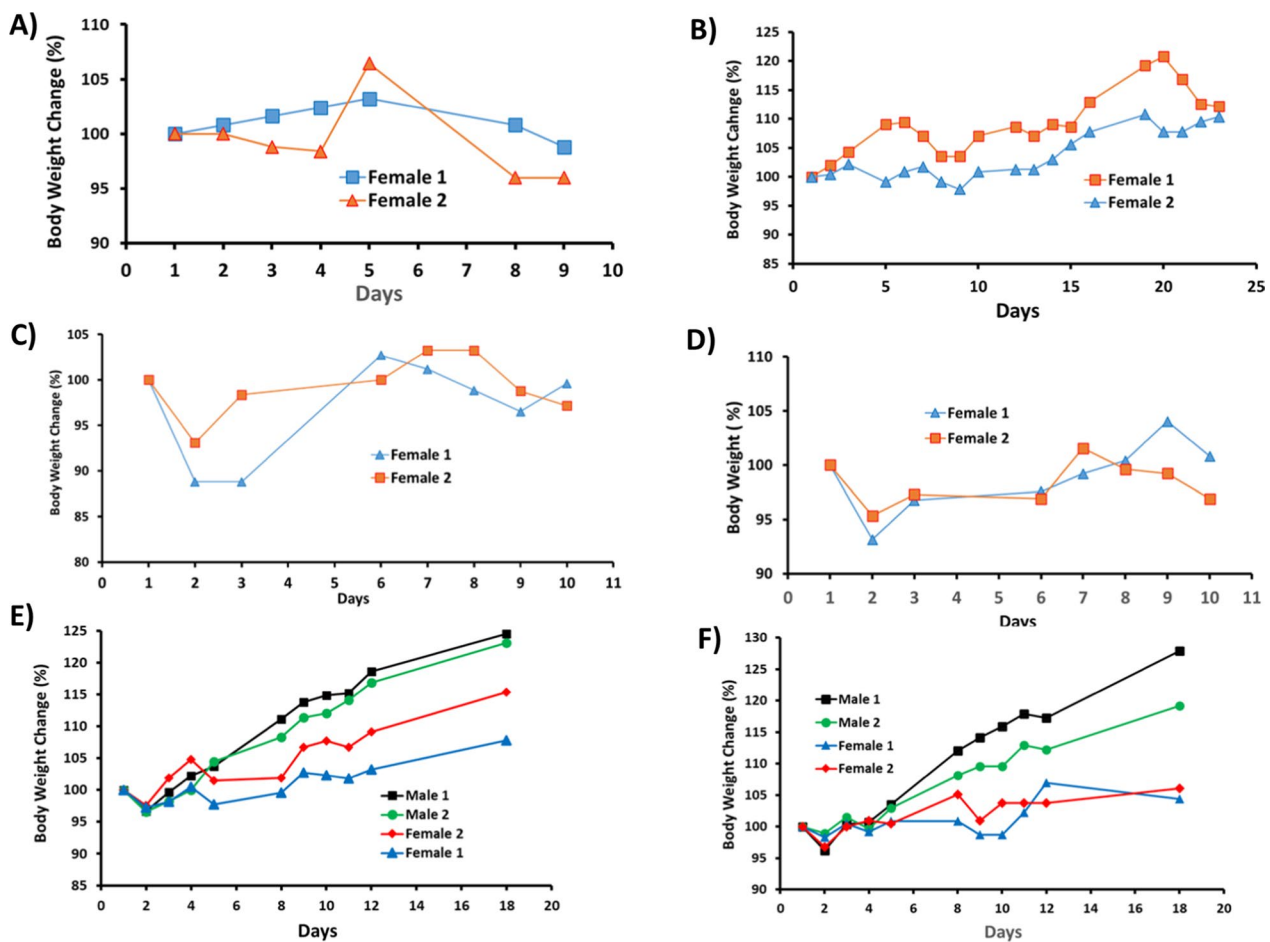 A)
Body Weight Change (%)
110
105
100
95
90
0 1 2 3 4 5 6 7 8 9 10
Days
Female 1
Female 2
B)
Body Weight Cahnge (%)
125
120
115
110
105
100
95
90
85
0 5 10 15 20 25
Days
Female 1
Female 2
C)
Body Weight Change (%)
105
100
95
90
85
80
0 1 2 3 4 5 6 7 8 9 10 11
Days
Female 1
Female 2
D)
Body Weight ( %)
110
105
100
95
90
0 1 2 3 4 5 6 7 8 9 10 11
Days
Female 1
Female 2
E)
Body Weight Change (%)
125
120
115
110
105
100
95
90
85
0 2 4 6 8 10 12 14 16 18 20
Days
Male 1
Male 2
Female 2
Female 1
F)
Body Weight Change (%)
130
125
120
115
110
105
100
95
90
0 2 4 6 8 10 12 14 16 18 20
Days
Male 1
Male 2
Female 1
Female 2